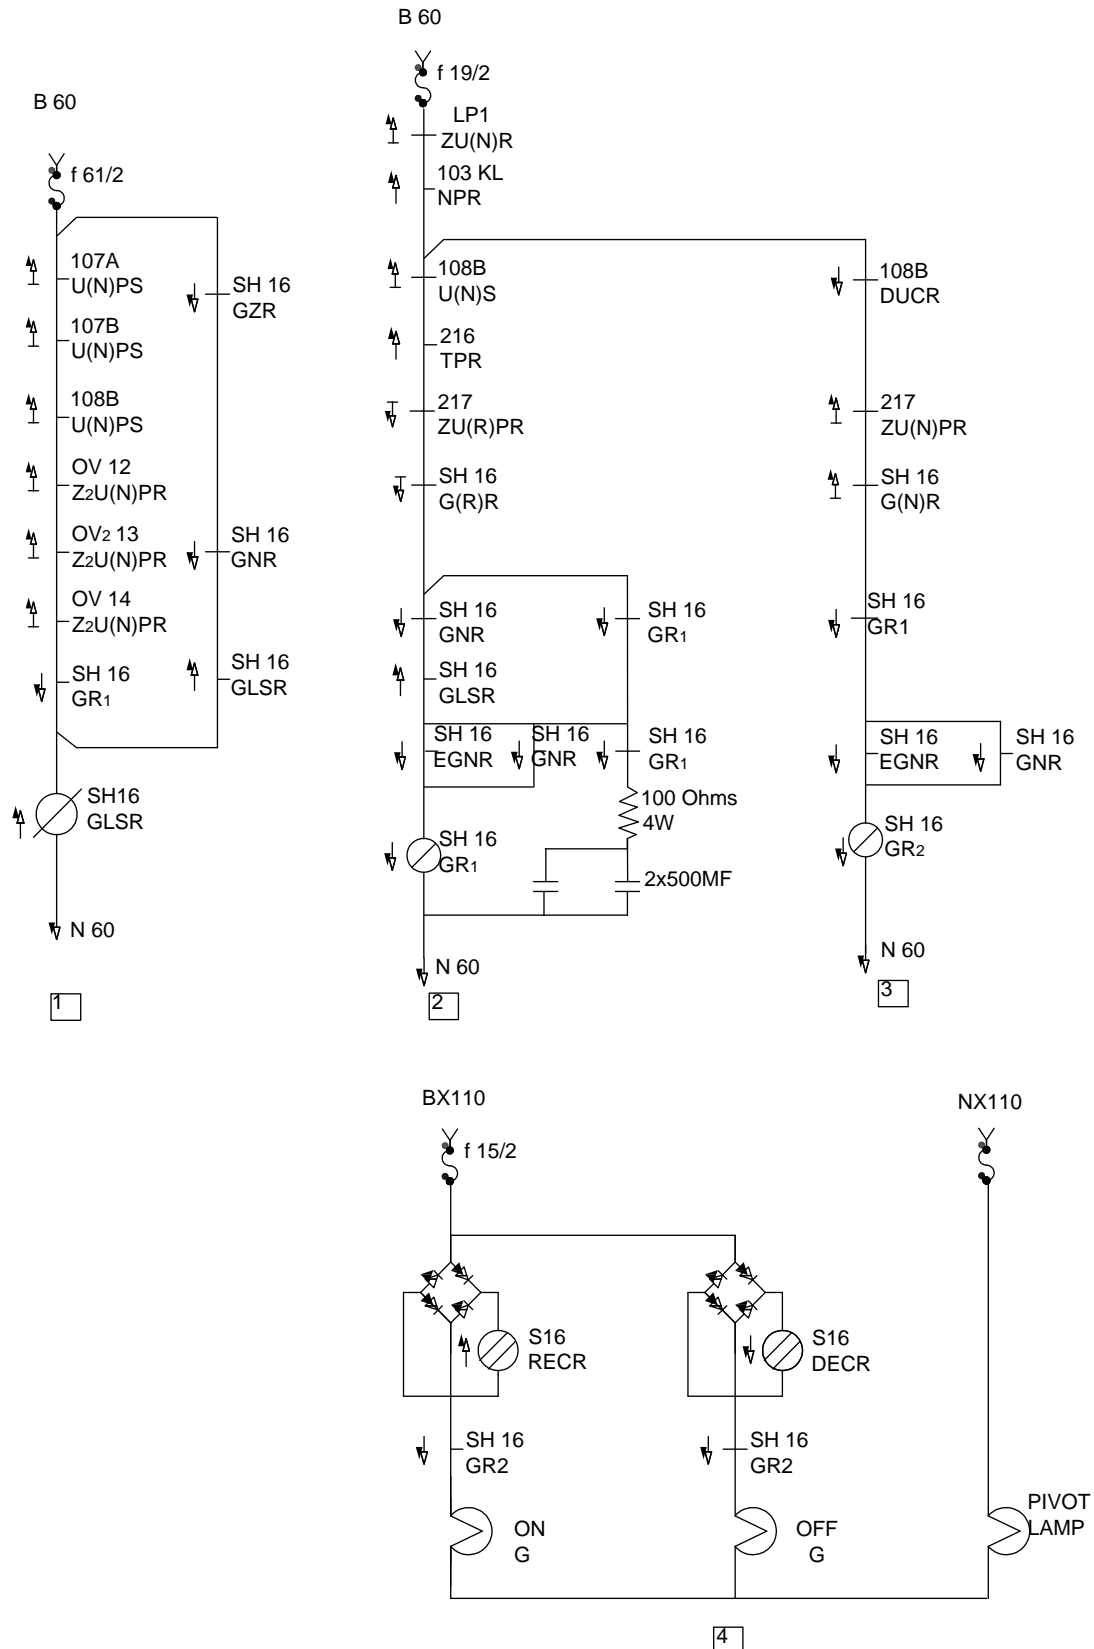 B 60
f 61/2
107A
U(N)PS
107B
U(N)PS
108B
U(N)PS
OV 12
Z2U(N)PR
OV2 13
Z2U(N)PR
OV 14
Z2U(N)PR
SH 16
GR1
SH 16
GZR
SH 16
GNR
SH 16
GLSR
SH16
GLSR
N 60
1
B 60
f 19/2
LP1
ZU(N)R
103 KL
NPR
108B
U(N)S
216
TPR
217
ZU(R)PR
SH 16
G(R)R
SH 16
GNR
SH 16
GLSR
SH 16
GR1
SH 16
EGNR
SH 16
GNR
SH 16
GR1
100 Ohms
4W
SH 16
GR1
2x500MF
N 60
2
108B
DUCR
217
ZU(N)PR
SH 16
G(N)R
SH 16
GR1
SH 16
EGNR
SH 16
GNR
SH 16
GR2
N 60
3
BX110
f 15/2
NX110
S16
RECR
S16
DECR
SH 16
GR2
SH 16
GR2
ON
G
OFF
G
PIVOT
LAMP
4